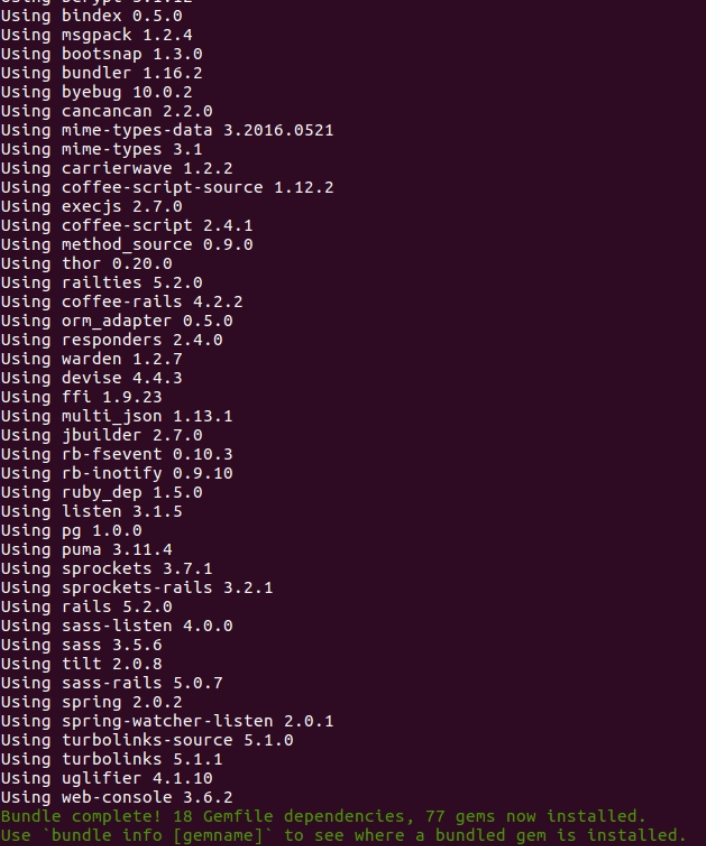 Using bcrypt 3.1.12
Using bindex 0.5.0
Using msgpack 1.2.4
Using bootsnap 1.3.0
Using bundler 1.16.2
Using byebug 10.0.2
Using cancancan 2.2.0
Using mime-types-data 3.2016.0521
Using mime-types 3.1
Using carrierwave 1.2.2
Using coffee-script-source 1.12.2
Using execjs 2.7.0
Using coffee-script 2.4.1
Using method_source 0.9.0
Using thor 0.20.0
Using railties 5.2.0
Using coffee-rails 4.2.2
Using orm_adapter 0.5.0
Using responders 2.4.0
Using warden 1.2.7
Using devise 4.4.3
Using ffi 1.9.23
Using multi_json 1.13.1
Using jbuilder 2.7.0
Using rb-fsevent 0.10.3
Using rb-inotify 0.9.10
Using ruby_dep 1.5.0
Using listen 3.1.5
Using pg 1.0.0
Using puma 3.11.4
Using sprockets 3.7.1
Using sprockets-rails 3.2.1
Using rails 5.2.0
Using sass-listen 4.0.0
Using sass 3.5.6
Using tilt 2.0.8
Using sass-rails 5.0.7
Using spring 2.0.2
Using spring-watcher-listen 2.0.1
Using turbolinks-source 5.1.0
Using turbolinks 5.1.1
Using uglifier 4.1.10
Using web-console 3.6.2
Bundle complete! 18 Gemfile dependencies, 77 gems now installed.
Use `bundle info [gemname]` to see where a bundled gem is installed.